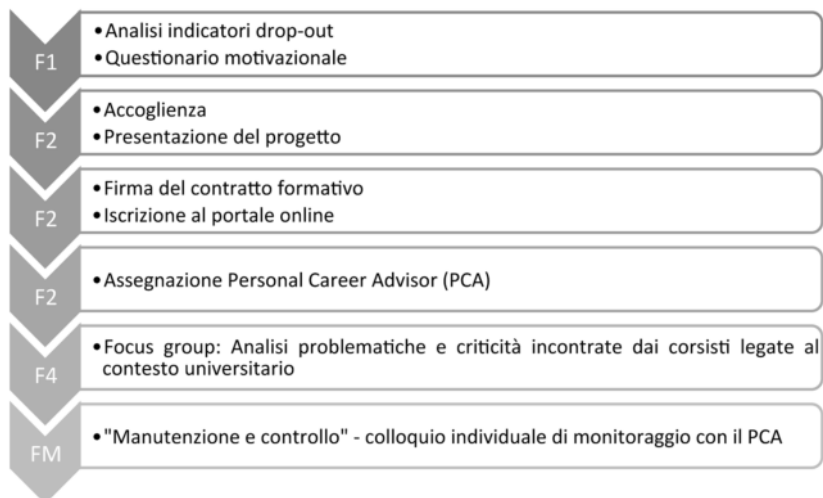 F1
•Analisi indicatori drop-out
•Questionario motivazionale
F2
•Accoglienza
•Presentazione del progetto
F2
•Firma del contratto formativo
•Iscrizione al portale online
F2
•Assegnazione Personal Career Advisor (PCA)
F4
•Focus group: Analisi problematiche e criticità incontrate dai corsisti legate al
contesto universitario
FM
•"Manutenzione e controllo" - colloquio individuale di monitoraggio con il PCA